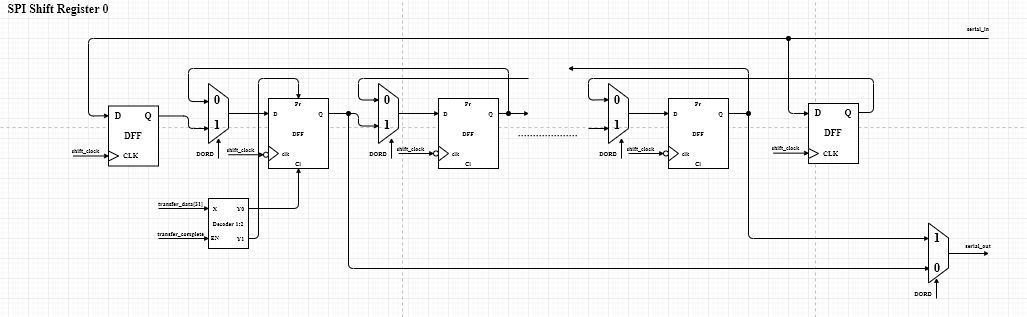 SPI Shift Register 0
serial_in
D Q
DFF
CLK
shift_clock
0
1
DORD
Pr
D Q
DFF
clk
Cl
shift_clock
0
1
DORD
Pr
D Q
DFF
clk
Cl
shift_clock
0
1
DORD
Pr
D Q
DFF
clk
Cl
shift_clock
D Q
DFF
CLK
shift_clock
transfer_data[31]
X Y0
Decoder 1:2
transfer_complete
EN Y1
1
0
serial_out
DORD